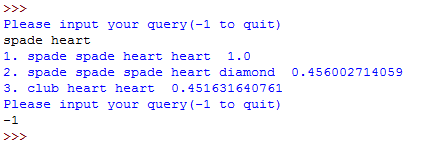 >>>
Please input your query(-1 to quit)
spade heart
1. spade spade heart heart  1.0
2. spade spade spade heart diamond  0.456002714059
3. club heart heart  0.451631640761
Please input your query(-1 to quit)
-1
>>>